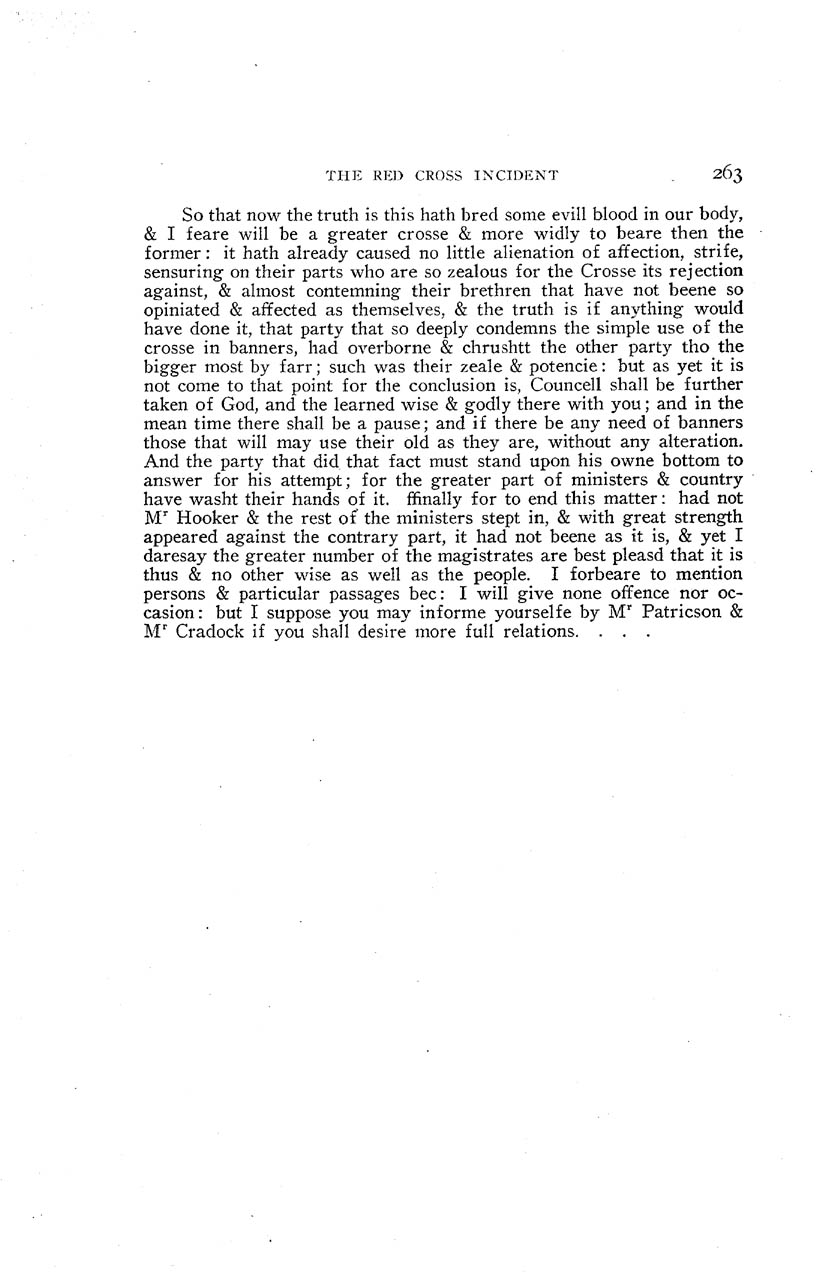 THE RED CROSS INCIDENT 263
So that now the truth is this hath bred some evill blood in our body,
& I feare will be a greater crosse & more widly to beare then the
former: it hath already caused no little alienation of affection, strife,
sensuring on their parts who are so zealous for the Crosse its rejection
against, & almost contemning their brethren that have not beene so
opiniated & affected as themselves, & the truth is if anything would
have done it, that party that so deeply condemns the simple use of the
crosse in banners, had overborne & chrushtt the other party tho the
bigger most by farr; such was their zeale & potencie: but as yet it is
not come to that point for the conclusion is, Councell shall be further
taken of God, and the learned wise & godly there with you; and in the
mean time there shall be a pause; and if there be any need of banners
those that will may use their old as they are, without any alteration.
And the party that did that fact must stand upon his owne bottom to
answer for his attempt; for the greater part of ministers & country
have washt their hands of it. ffinally for to end this matter: had not
Mʳ Hooker & the rest of the ministers stept in, & with great strength
appeared against the contrary part, it had not beene as it is, & yet I
daresay the greater number of the magistrates are best pleasd that it is
thus & no other wise as well as the people. I forbeare to mention
persons & particular passages bec: I will give none offence nor oc-
casion: but I suppose you may informe yourselfe by Mʳ Patricson &
Mʳ Cradock if you shall desire more full relations. . . .